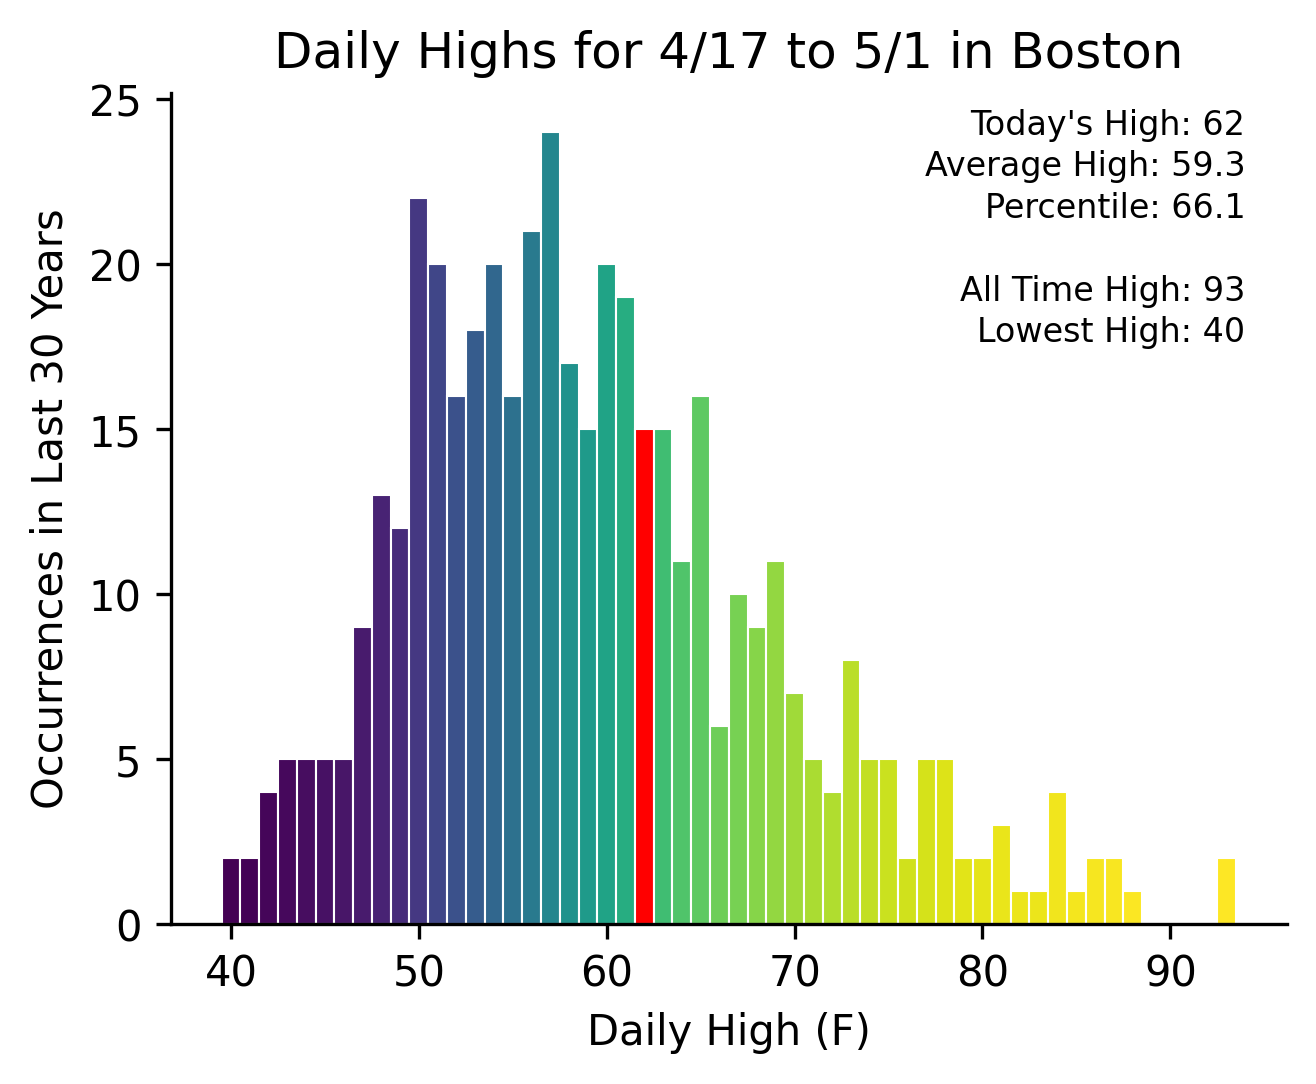 Daily Highs for 4/17 to 5/1 in Boston
Today's High: 62
Average High: 59.3
Percentile: 66.1
All Time High: 93
Lowest High: 40
Occurrences in Last 30 Years
25
20
15
10
5
0
40 50 60 70 80 90
Daily High (F)